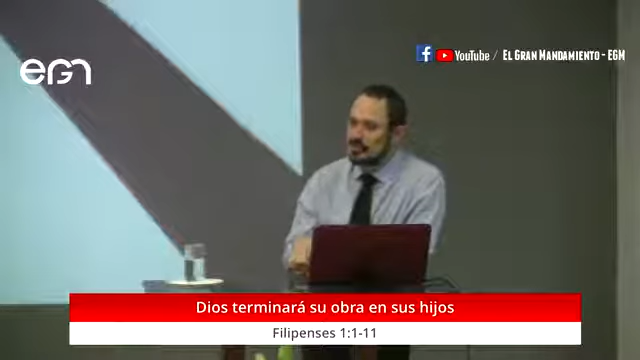 egm
YouTube / El Gran Mandamiento - EGM
Dios terminará su obra en sus hijos
Filipenses 1:1-11